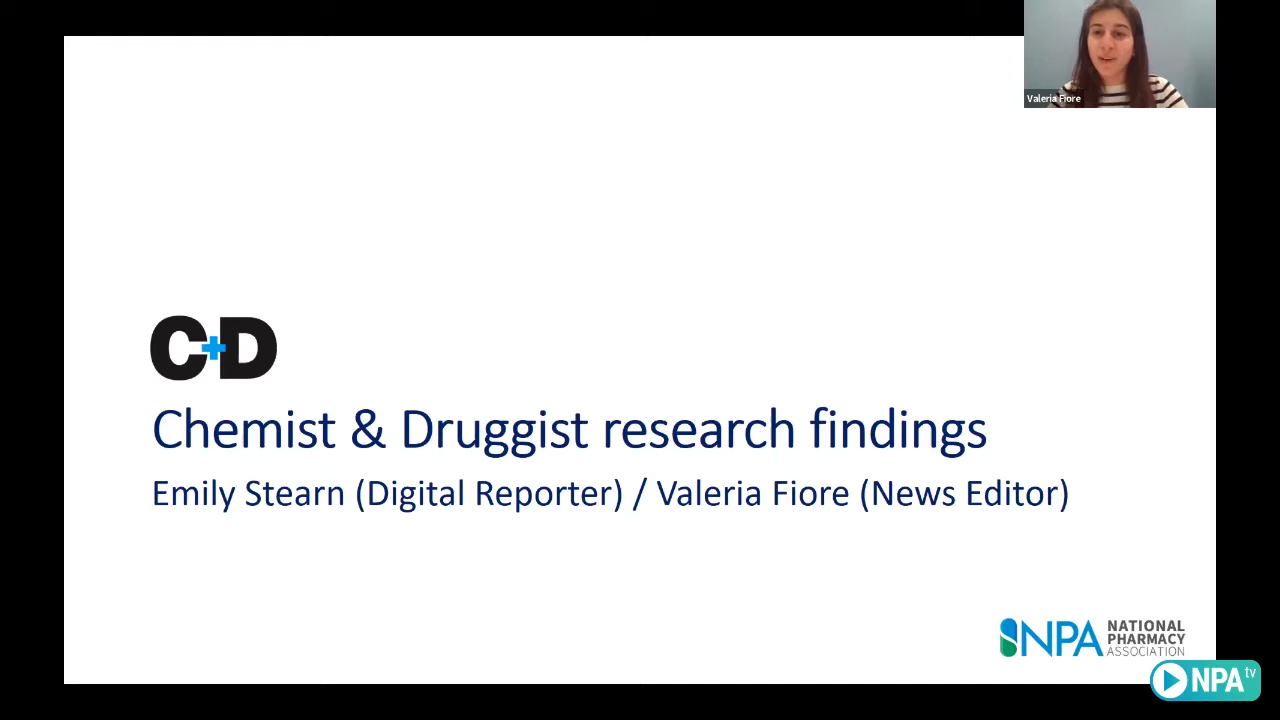 Valeria Fiore
C+D
Chemist & Druggist research findings
Emily Stearn (Digital Reporter) / Valeria Fiore (News Editor)
NPA NATIONAL
PHARMACY
ASSOCIATION
NPA tv